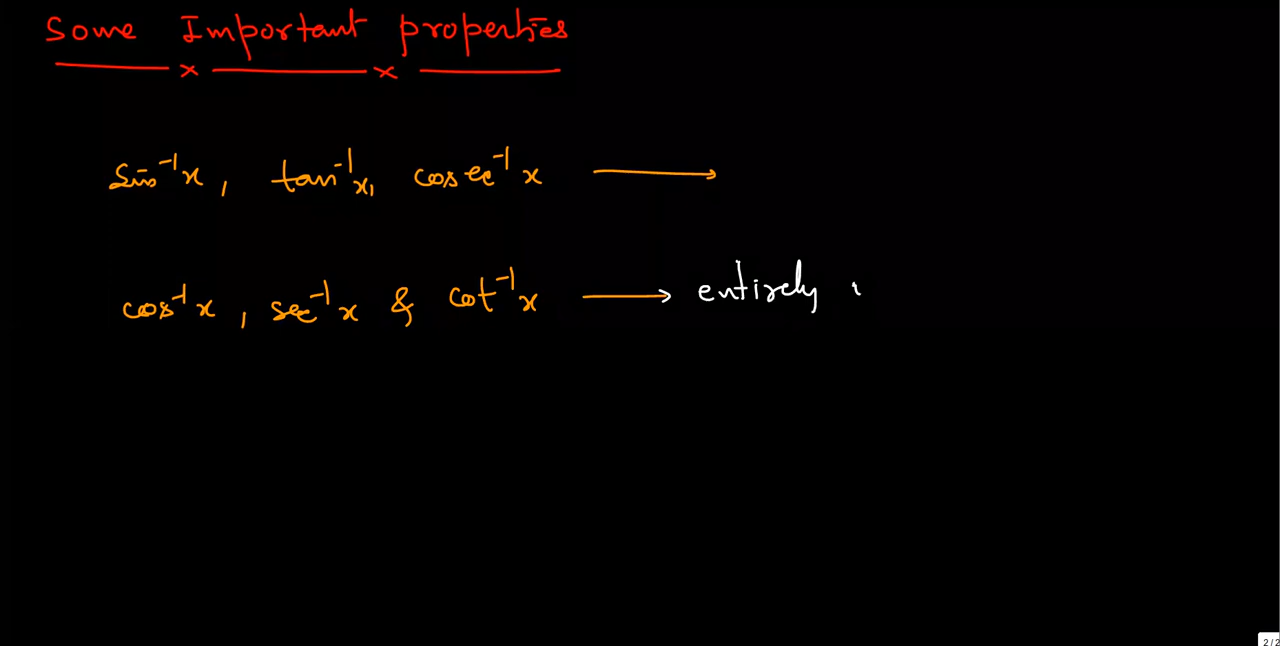 Some Important properties
sin⁻¹x, tan⁻¹x, cosec⁻¹x ⟶
cos⁻¹x, sec⁻¹x & cot⁻¹x ⟶ entirely
2/2